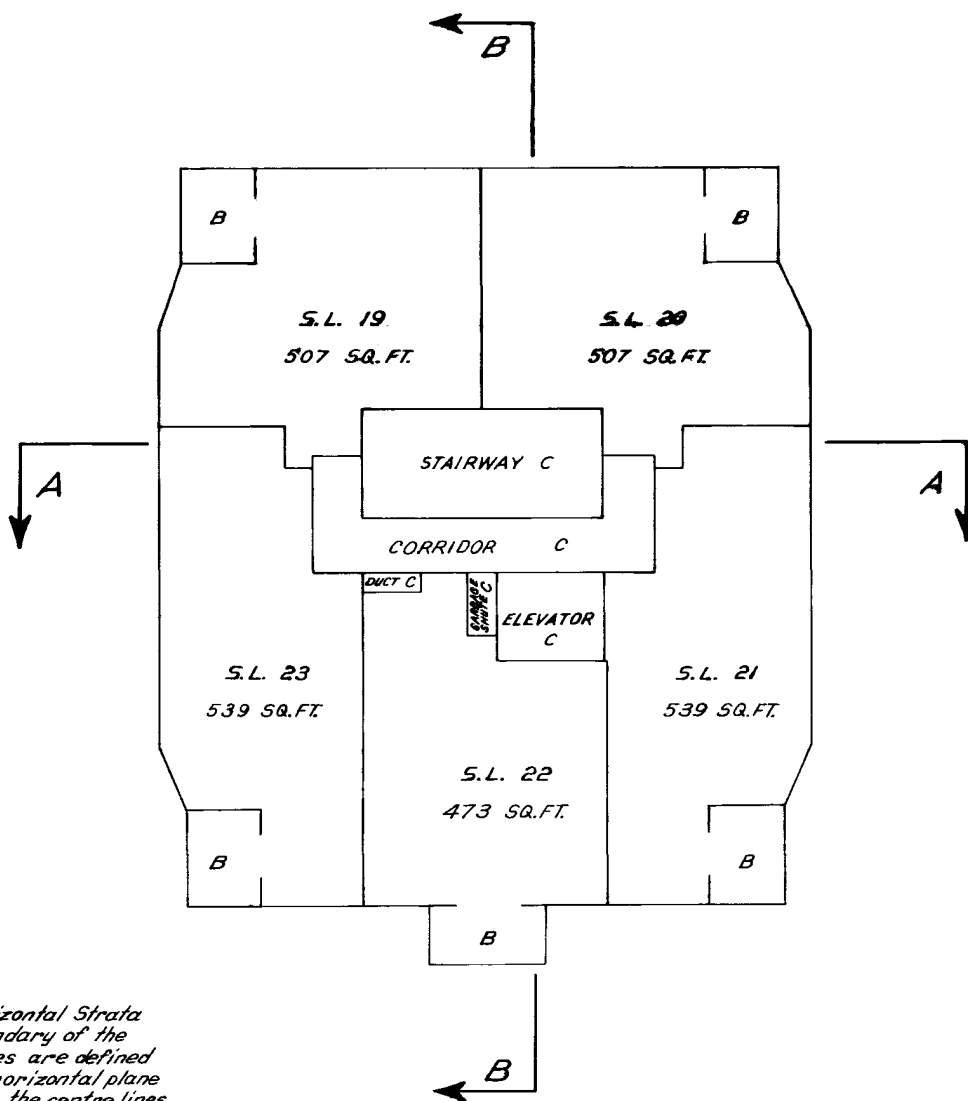 B
B
B
S.L. 19
507 SQ.FT.
S.L. 20
507 SQ.FT.
A
A
STAIRWAY C
CORRIDOR C
DUCT C
GARBAGE
SHUTE C
ELEVATOR
C
S.L. 23
539 SQ.FT.
S.L. 21
539 SQ.FT.
S.L. 22
473 SQ.FT.
B
B
B
izontal Strata
ndary of the
es are defined
horizontal plane
the centre lines
B